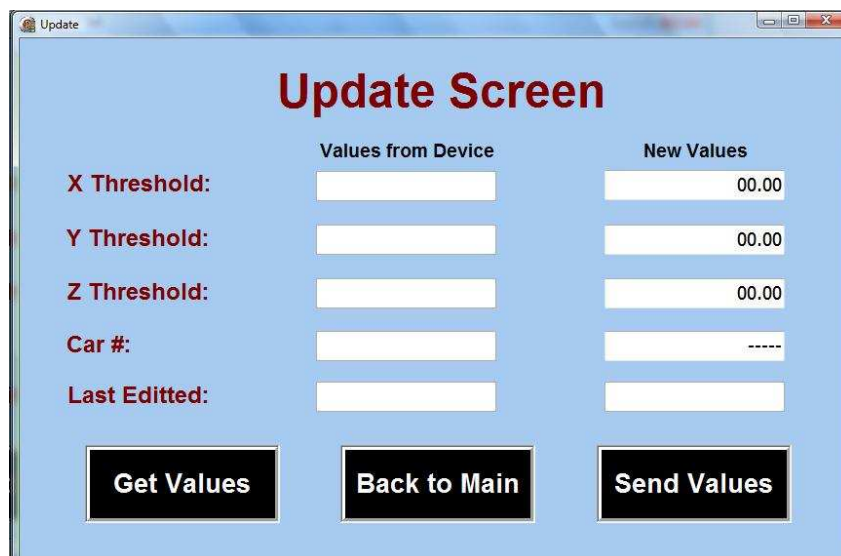 Update
Update Screen
Values from Device New Values
X Threshold: 00.00
Y Threshold: 00.00
Z Threshold: 00.00
Car #: -----
Last Editted:
Get Values Back to Main Send Values